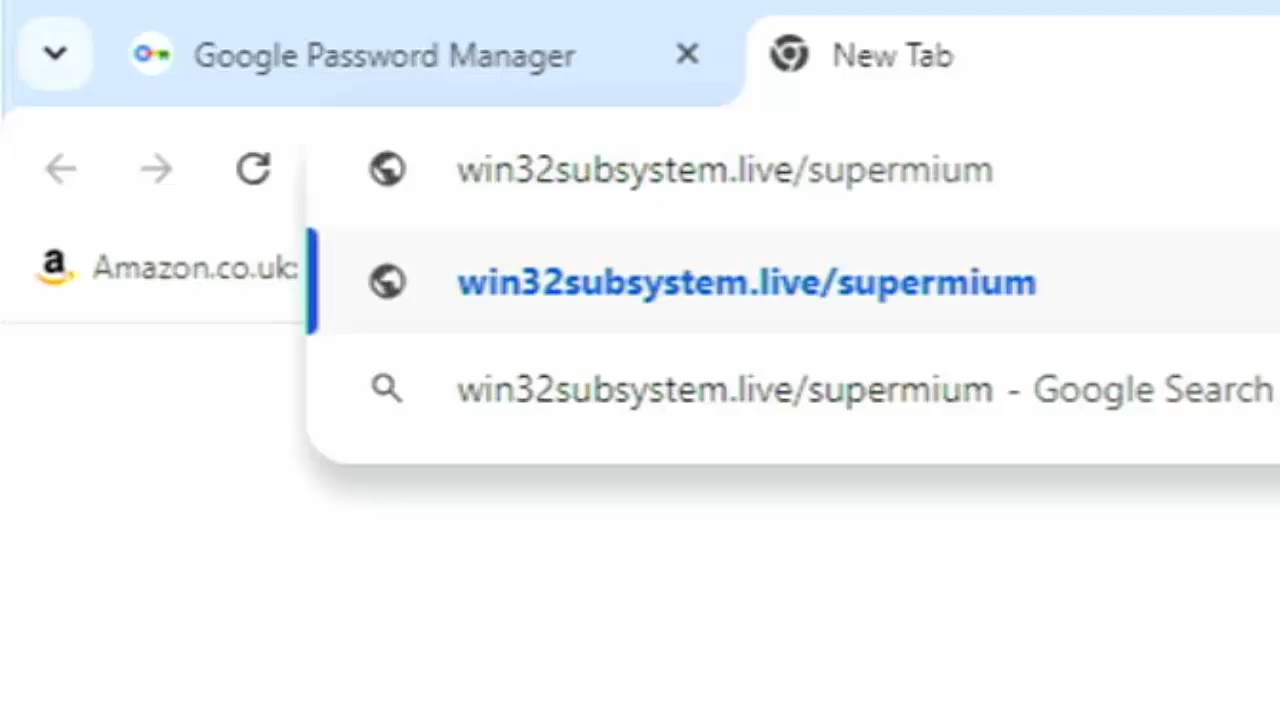 Google Password Manager
New Tab
win32subsystem.live/supermium
Amazon.co.uk:
win32subsystem.live/supermium
win32subsystem.live/supermium - Google Search